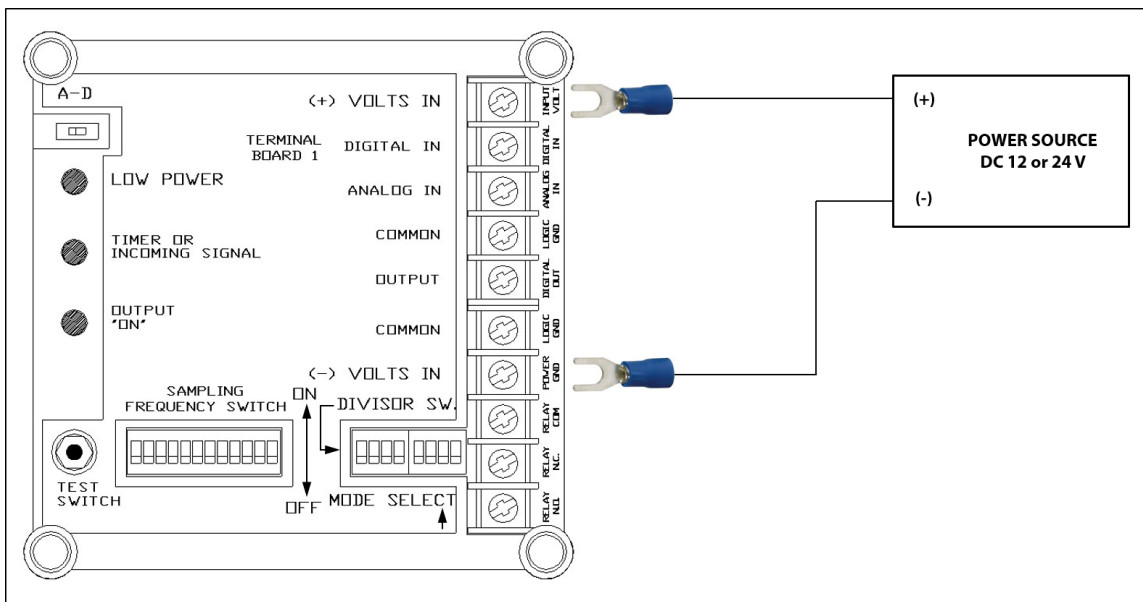 A-D
LOW POWER
TIMER OR
INCOMING SIGNAL
OUTPUT
"ON"
TEST
SWITCH
SAMPLING
FREQUENCY SWITCH
ON
OFF
DIVISOR SW.
MODE SELECT
TERMINAL
BOARD 1
(+) VOLTS IN
DIGITAL IN
ANALOG IN
COMMON
OUTPUT
COMMON
(-) VOLTS IN
INPUT
VOLT
DIGITAL
IN
ANALOG
IN
LOGIC
GND
DIGITAL
OUT
LOGIC
GND
POWER
GND
RELAY
COM
RELAY
N.C.
RELAY
N.O.
(+)
POWER SOURCE
DC 12 or 24 V
(-)